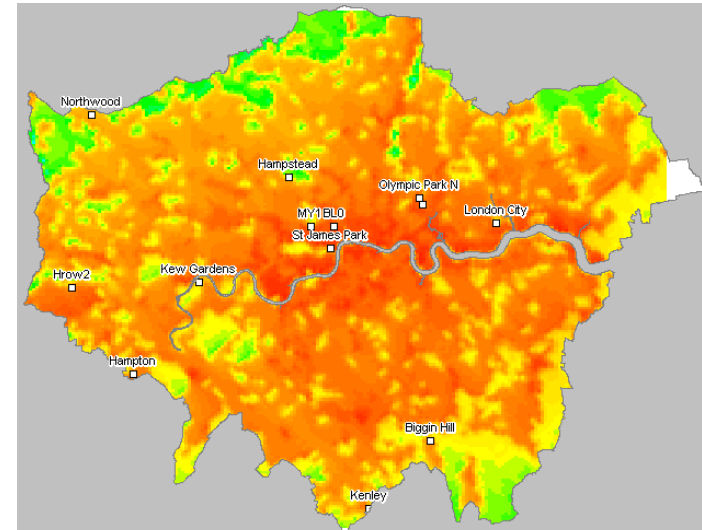 Northwood
Hampstead
Olympic Park N
MY1 BL0
London City
St James Park
Kew Gardens
Hrow2
Hampton
Biggin Hill
Kenley